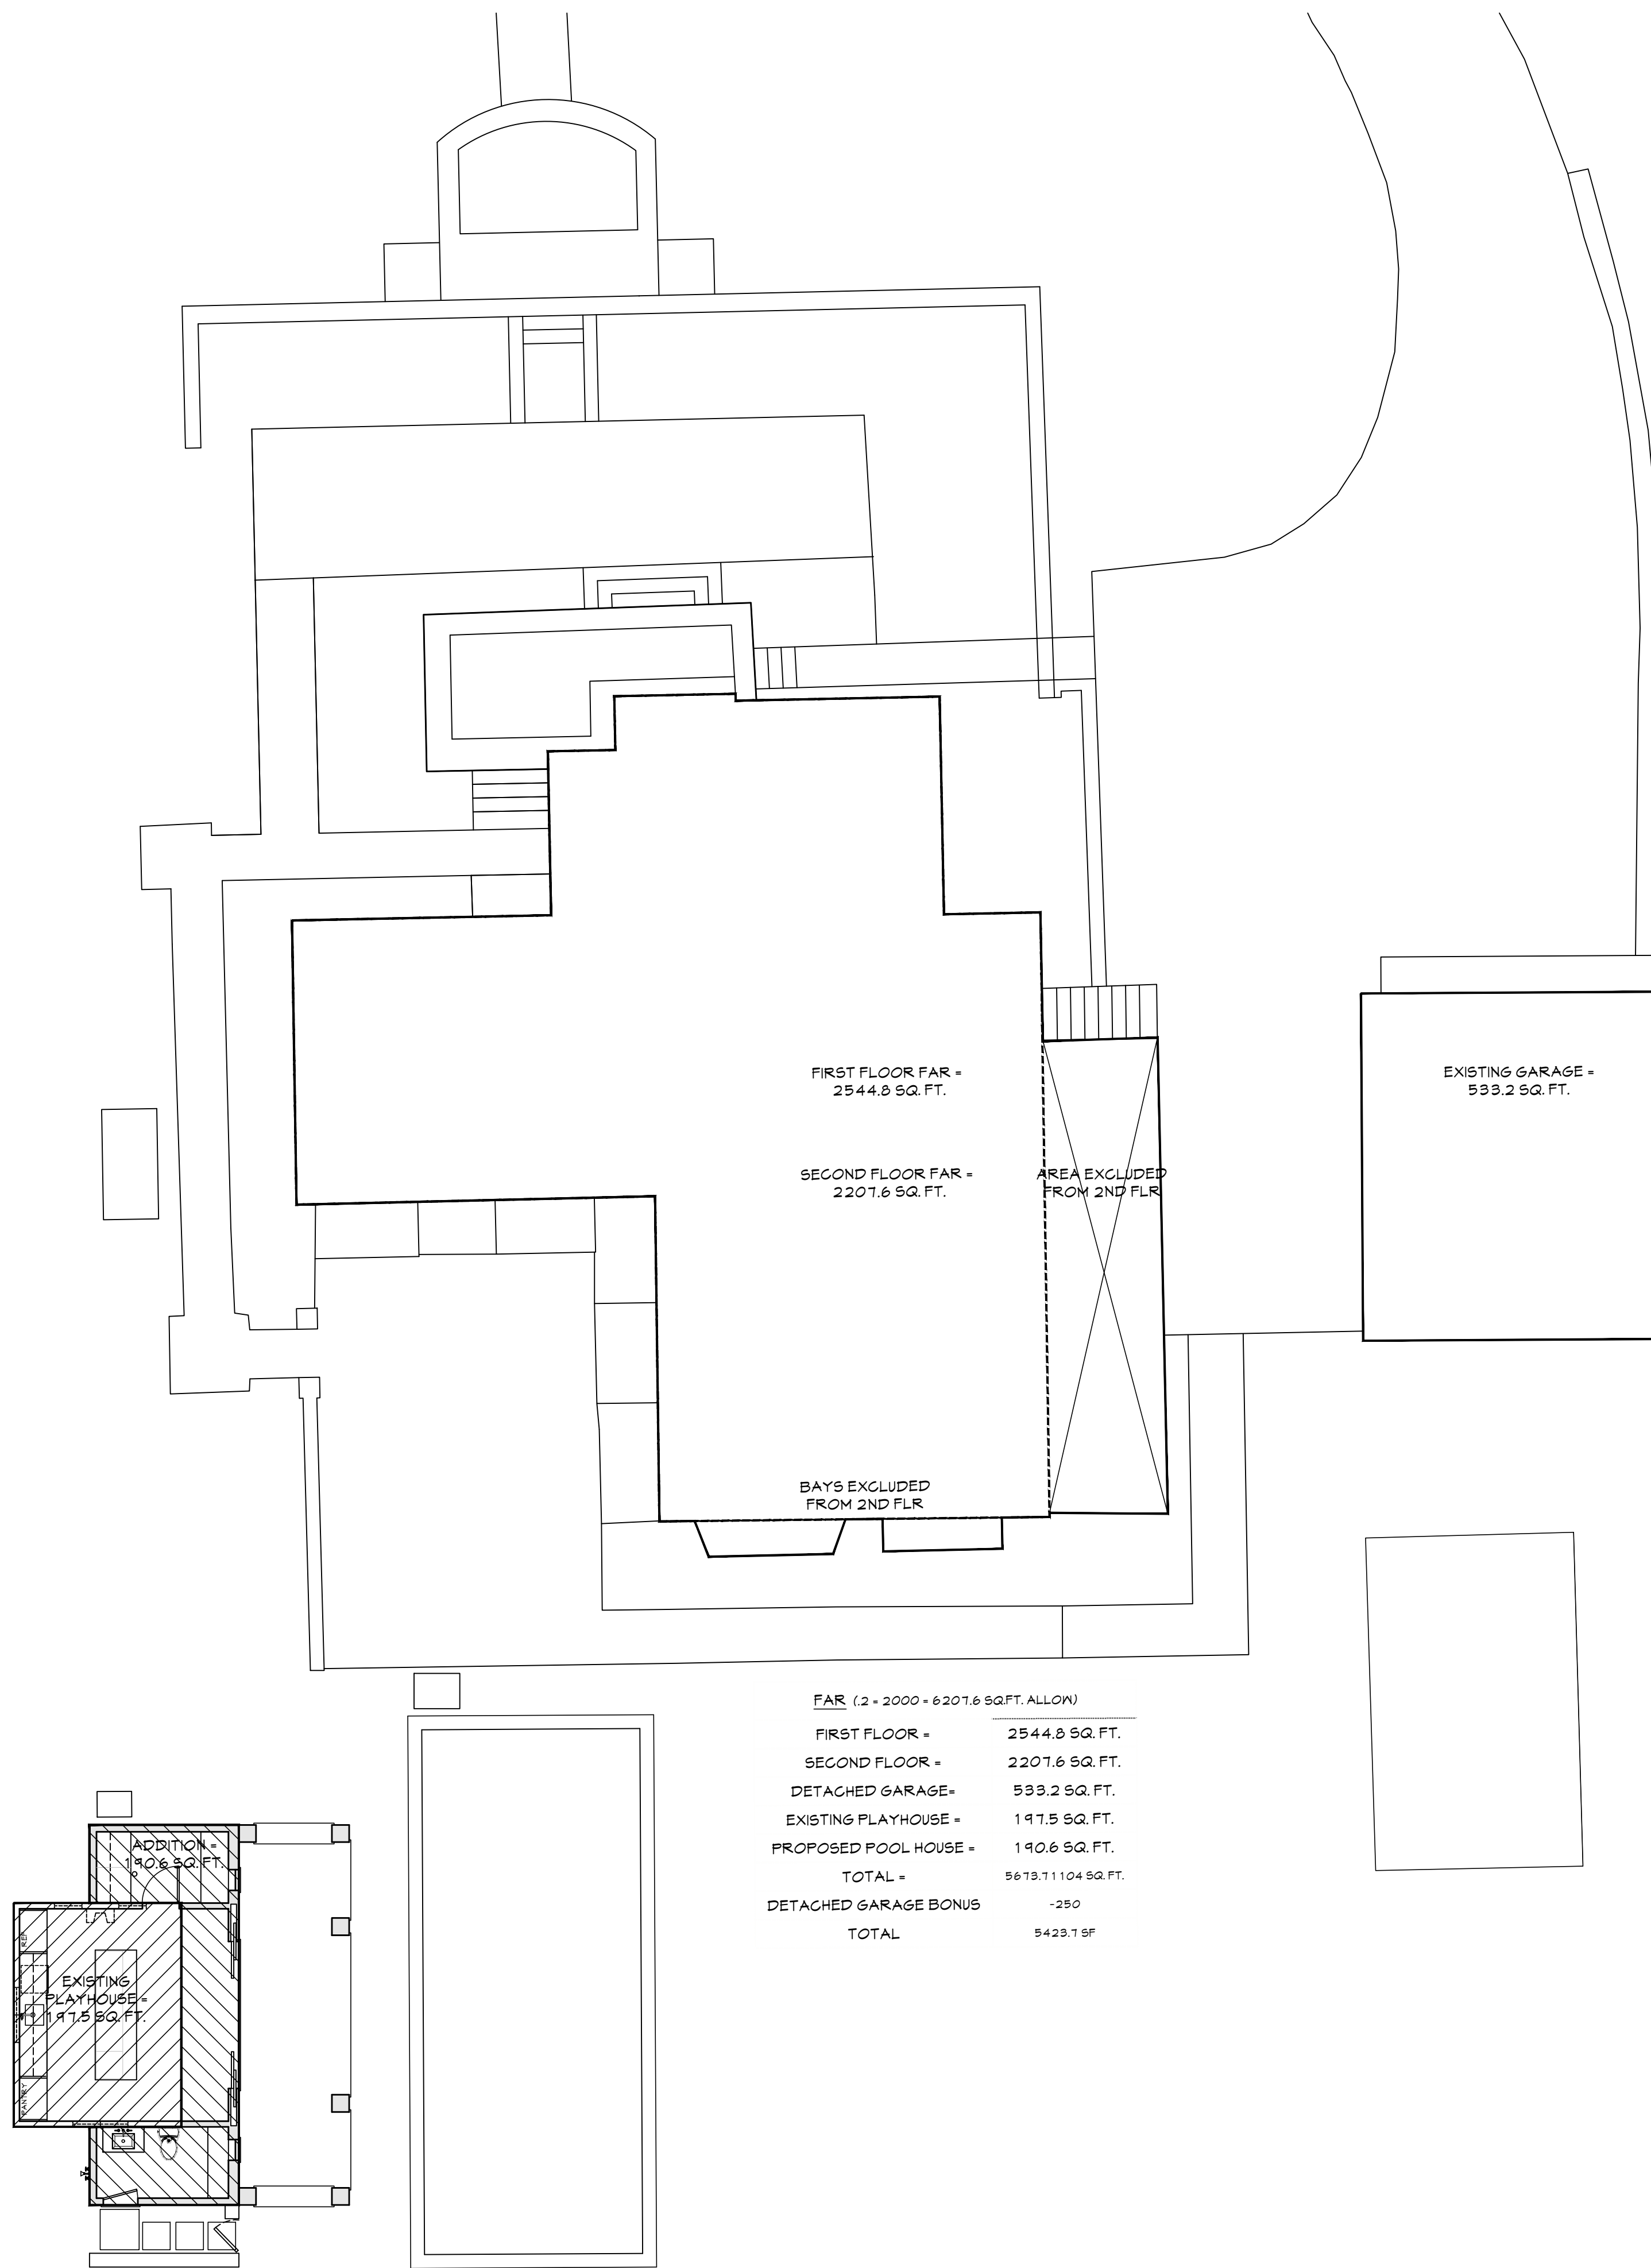 FIRST FLOOR FAR =
2544.8 SQ. FT.
EXISTING GARAGE =
533.2 SQ. FT.
SECOND FLOOR FAR =
2207.6 SQ. FT.
AREA EXCLUDED
FROM 2ND FLR
BAYS EXCLUDED
FROM 2ND FLR
FAR (.2 = 2000 = 6207.6 SQ.FT. ALLOW)
FIRST FLOOR = 2544.8 SQ. FT.
SECOND FLOOR = 2207.6 SQ. FT.
DETACHED GARAGE= 533.2 SQ. FT.
EXISTING PLAYHOUSE = 197.5 SQ. FT.
PROPOSED POOL HOUSE = 190.6 SQ. FT.
TOTAL = 5673.71104 SQ. FT.
DETACHED GARAGE BONUS -250
TOTAL 5423.7 SF
ADDITION =
190.6 SQ. FT.
REF
EXISTING
PLAYHOUSE =
197.5 SQ. FT.
PANTRY